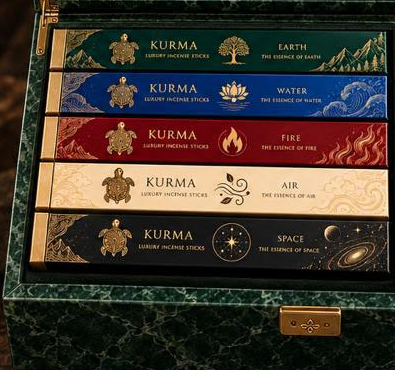 KURMA
LUXURY INCENSE STICKS
EARTH
THE ESSENCE OF EARTH
KURMA
LUXURY INCENSE STICKS
WATER
THE ESSENCE OF WATER
KURMA
LUXURY INCENSE STICKS
FIRE
THE ESSENCE OF FIRE
KURMA
LUXURY INCENSE STICKS
AIR
THE ESSENCE OF AIR
KURMA
LUXURY INCENSE STICKS
SPACE
THE ESSENCE OF SPACE